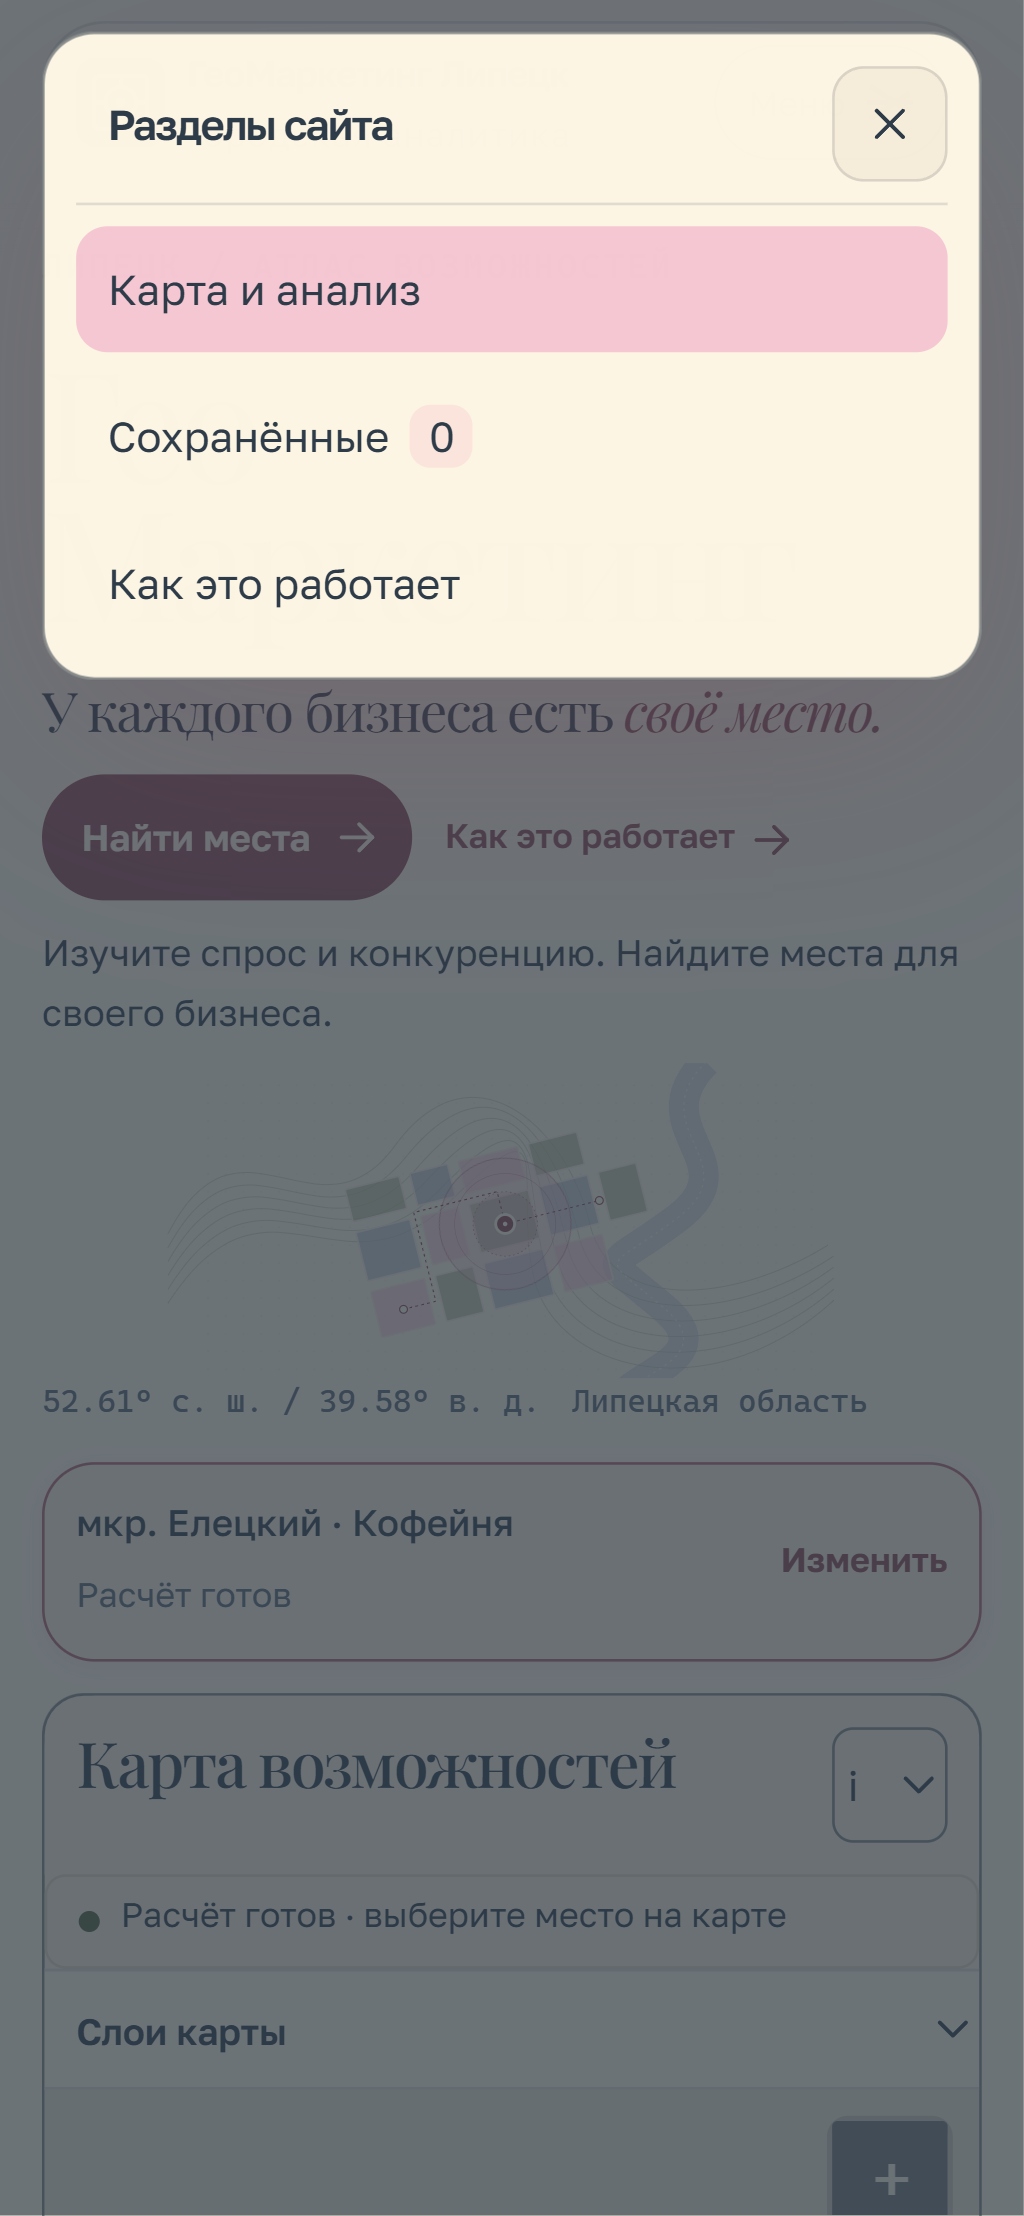 Разделы сайта
Карта и анализ
Сохранённые 0
Как это работает
У каждого бизнеса есть своё место.
Найти места → Как это работает →
Изучите спрос и конкуренцию. Найдите места для
своего бизнеса.
52.61° с. ш. / 39.58° в. д. Липецкая область
мкр. Елецкий · Кофейня
Изменить
Расчёт готов
Карта возможностей
i
Расчёт готов · выберите место на карте
Слои карты
+